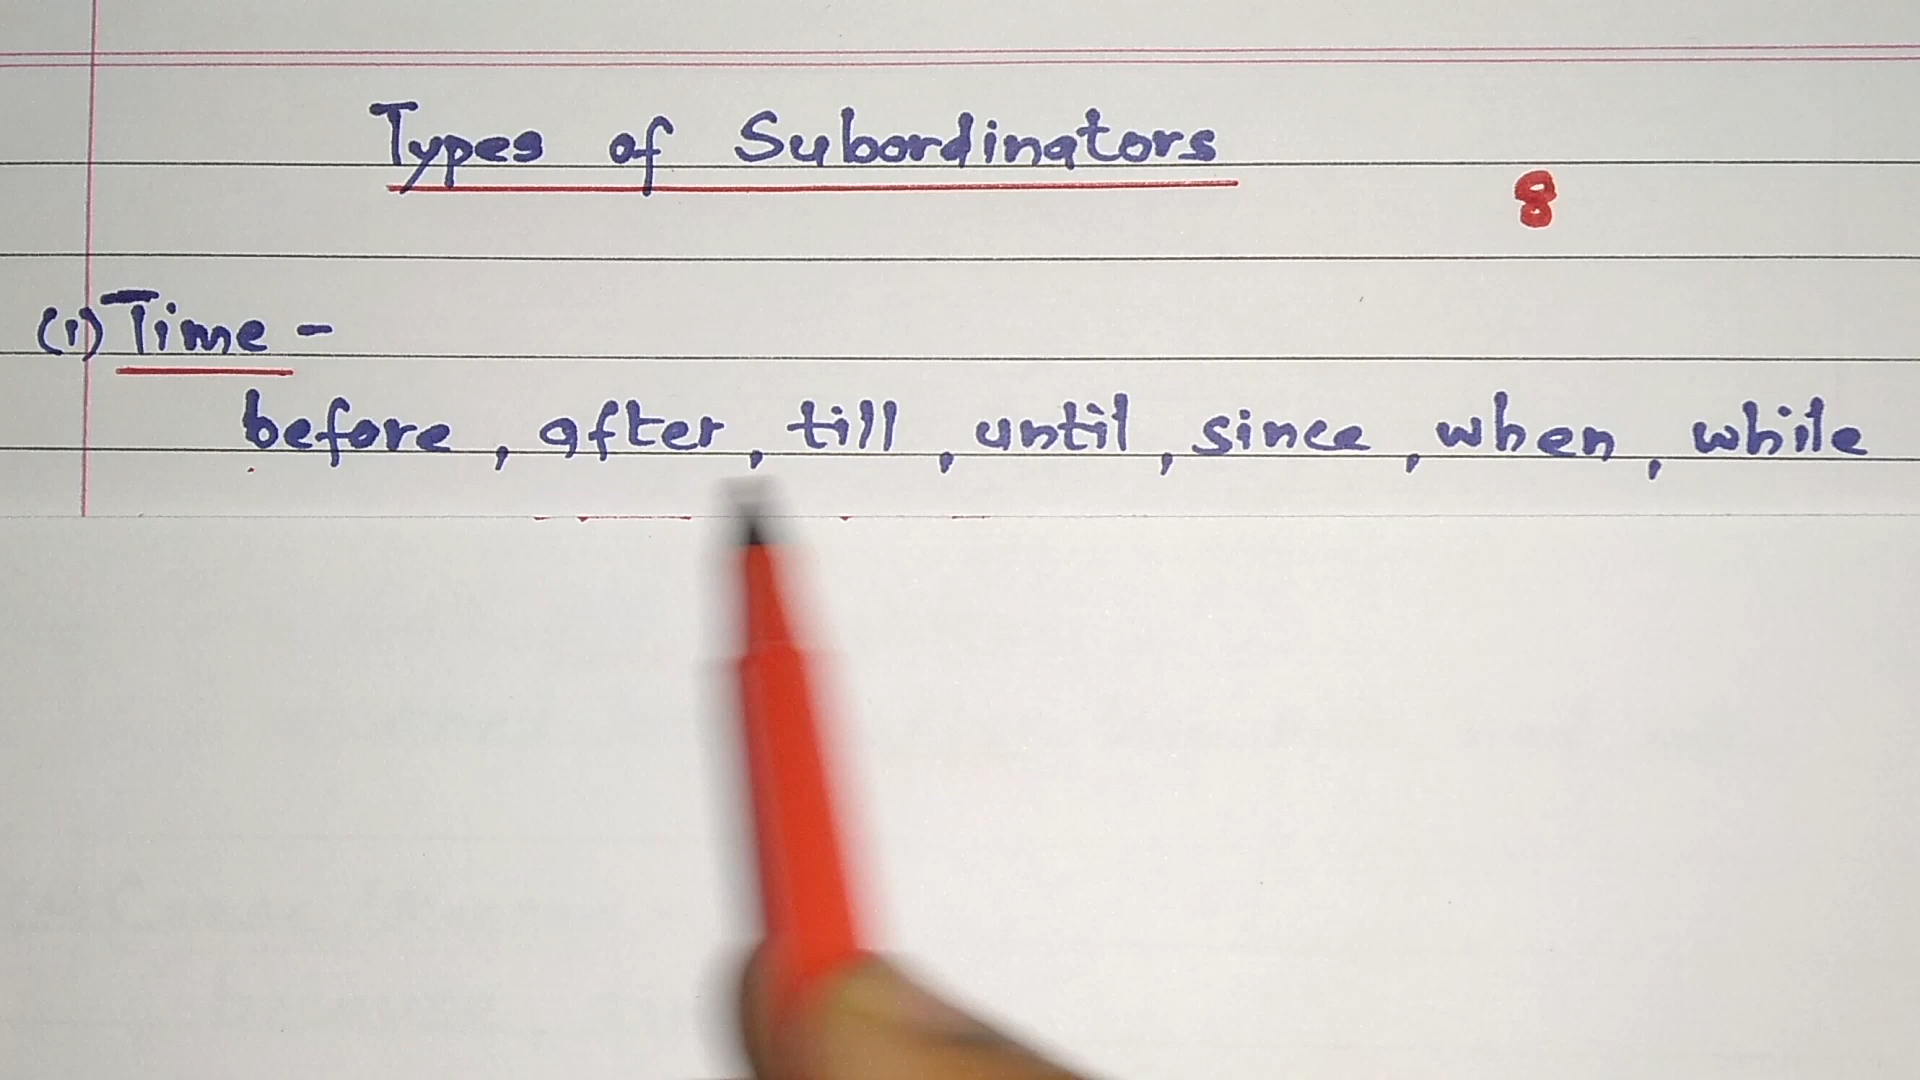 Types of Subordinators
8
(1) Time -
before, after, till, until, since, when, while